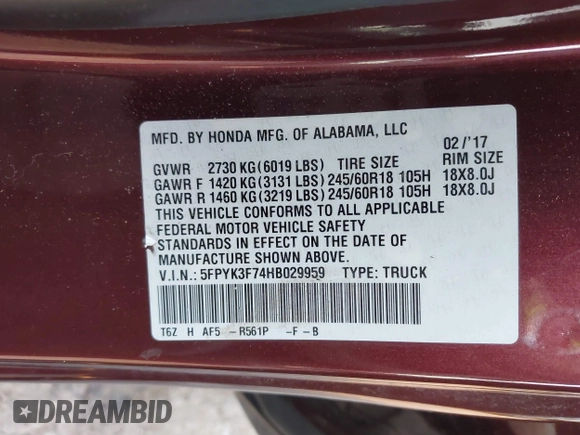 MFD. BY HONDA MFG. OF ALABAMA, LLC 02/'17
GVWR 2730 KG(6019 LBS) TIRE SIZE RIM SIZE
GAWR F 1420 KG(3131 LBS) 245/60R18 105H 18X8.0J
GAWR R 1460 KG(3219 LBS) 245/60R18 105H 18X8.0J
THIS VEHICLE CONFORMS TO ALL APPLICABLE
FEDERAL MOTOR VEHICLE SAFETY
STANDARDS IN EFFECT ON THE DATE OF
MANUFACTURE SHOWN ABOVE.
V.I.N.: 5FPYK3F74HB029959 TYPE: TRUCK
T6Z H AF5 -R561P -F -B
DREAMBID